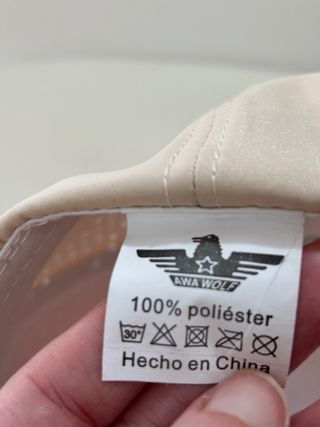 AWA WOLF
100% poliéster
30°
Hecho en China